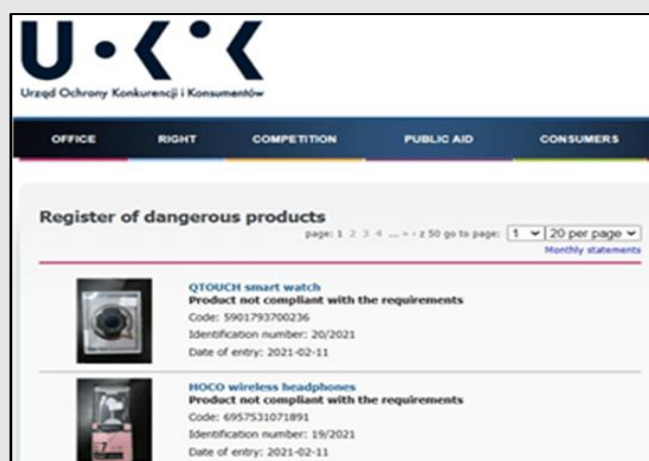 U·K·K
Urząd Ochrony Konkurencji i Konsumentów
OFFICE RIGHT COMPETITION PUBLIC AID CONSUMERS
Register of dangerous products
page: 1 2 3 4 ... » - z 50 go to page: 1 20 per page
Monthly statements
QTOUCH smart watch
Product not compliant with the requirements
Code: 5901793700236
Identification number: 20/2021
Date of entry: 2021-02-11
HOCO wireless headphones
Product not compliant with the requirements
Code: 6957531071891
Identification number: 19/2021
Date of entry: 2021-02-11